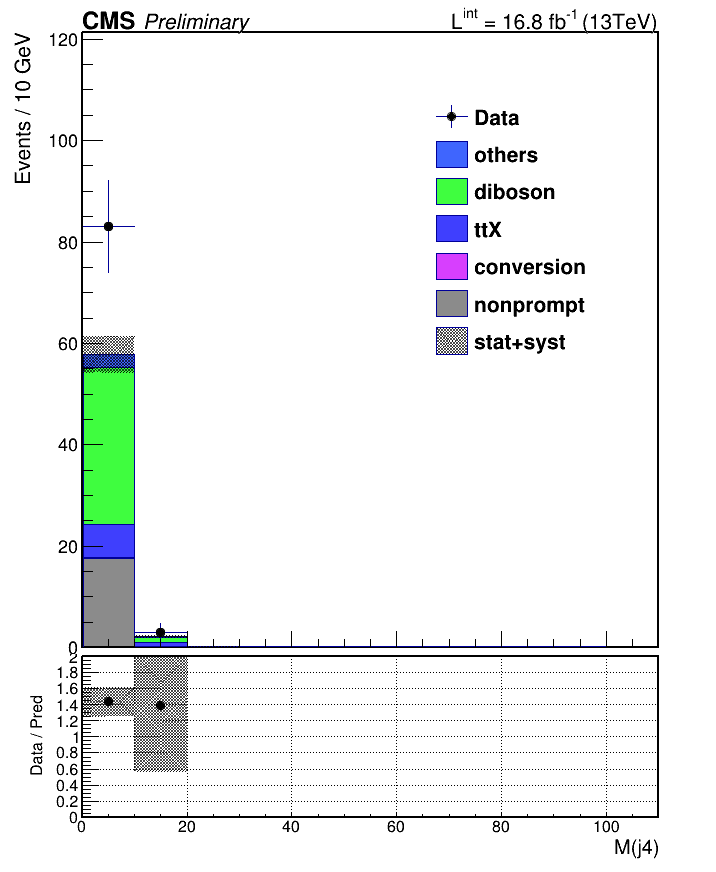 CMS Preliminary
L^int = 16.8 fb^-1 (13TeV)
Events / 10 GeV
120
100
80
60
40
20
0
Data
others
diboson
ttX
conversion
nonprompt
stat+syst
Data / Pred
2
1.8
1.6
1.4
1.2
1
0.8
0.6
0.4
0.2
0
0 20 40 60 80 100
M(j4)